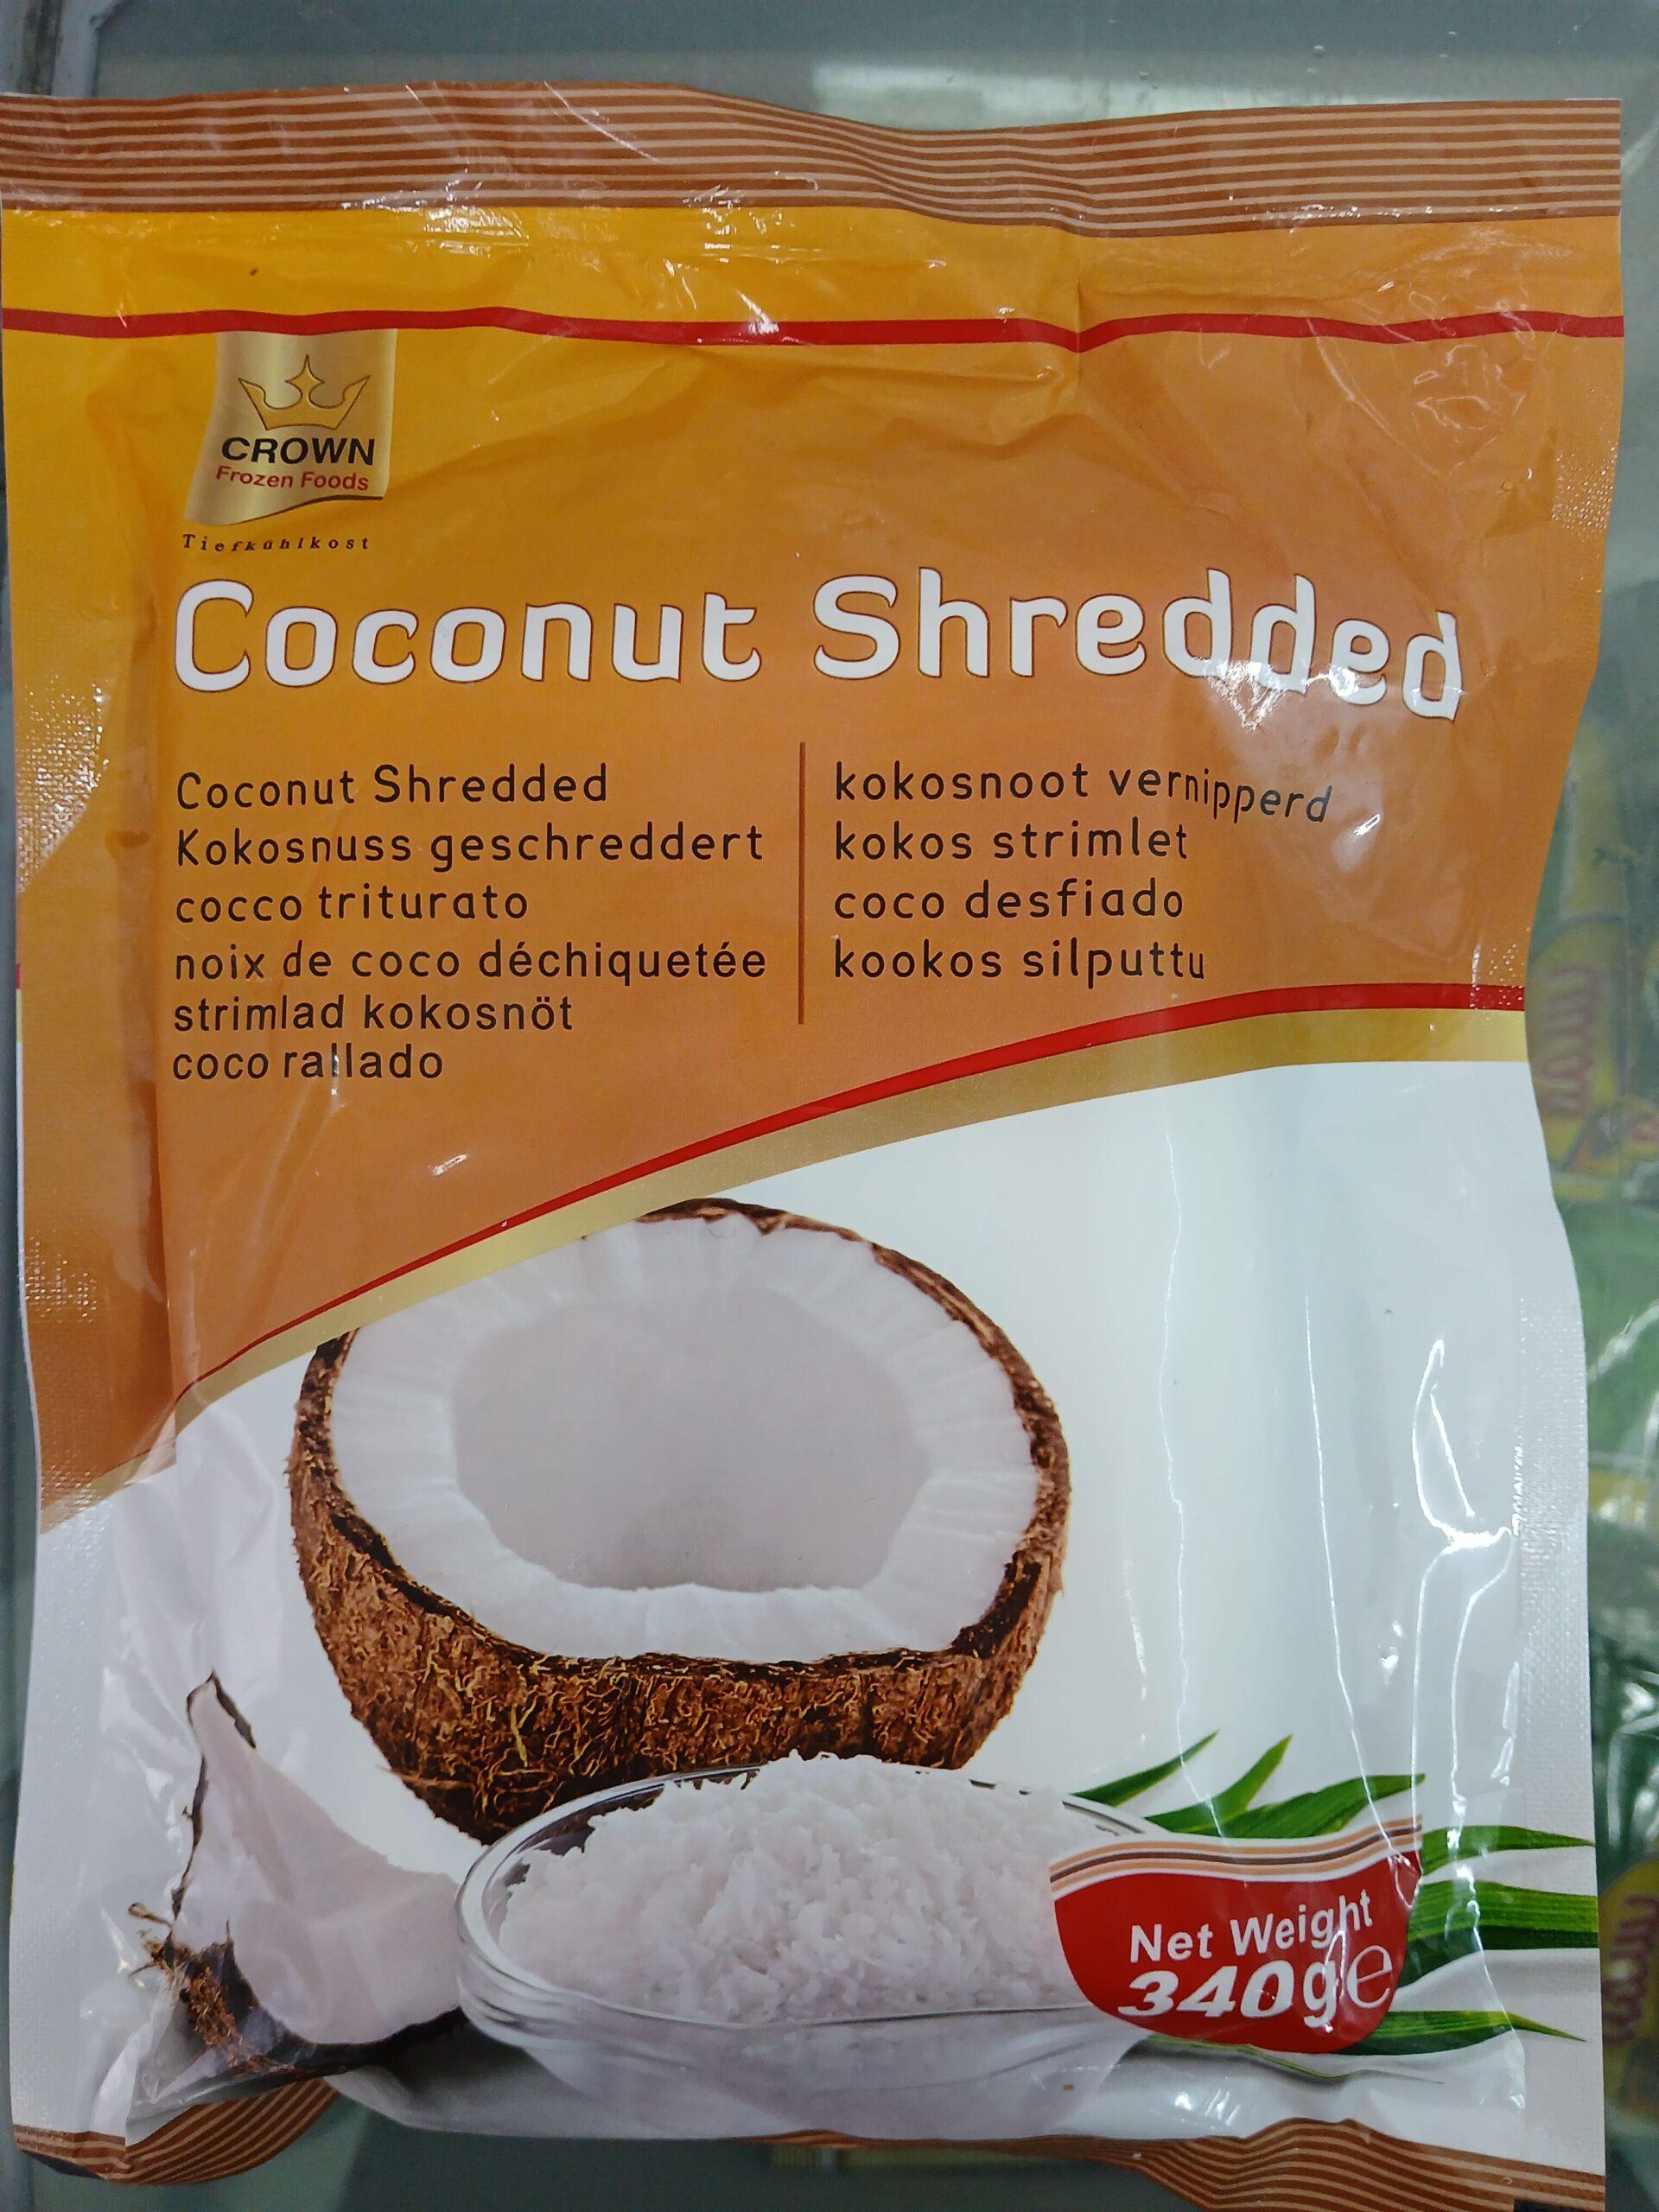 CROWN
Frozen Foods
Tiefkühlkost
Coconut Shredded
Coconut Shredded
Kokosnuss geschreddert
cocco triturato
noix de coco déchiquetée
strimlad kokosnöt
coco rallado
kokosnoot vernipperd
kokos strimlet
coco desfiado
kookos silputtu
Net Weight
340g e